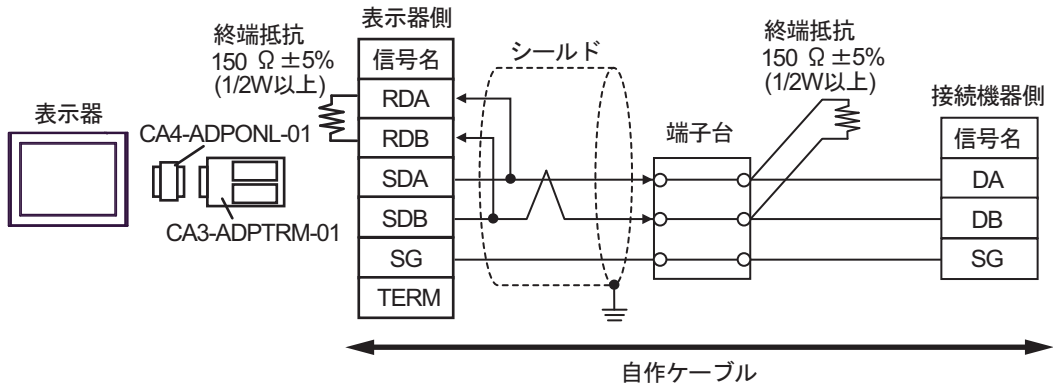 表示器
CA4-ADPONL-01
CA3-ADPTRM-01
終端抵抗
150 Ω ±5%
(1/2W以上)
表示器側
信号名
RDA
RDB
SDA
SDB
SG
TERM
シールド
端子台
終端抵抗
150 Ω ±5%
(1/2W以上)
接続機器側
信号名
DA
DB
SG
自作ケーブル